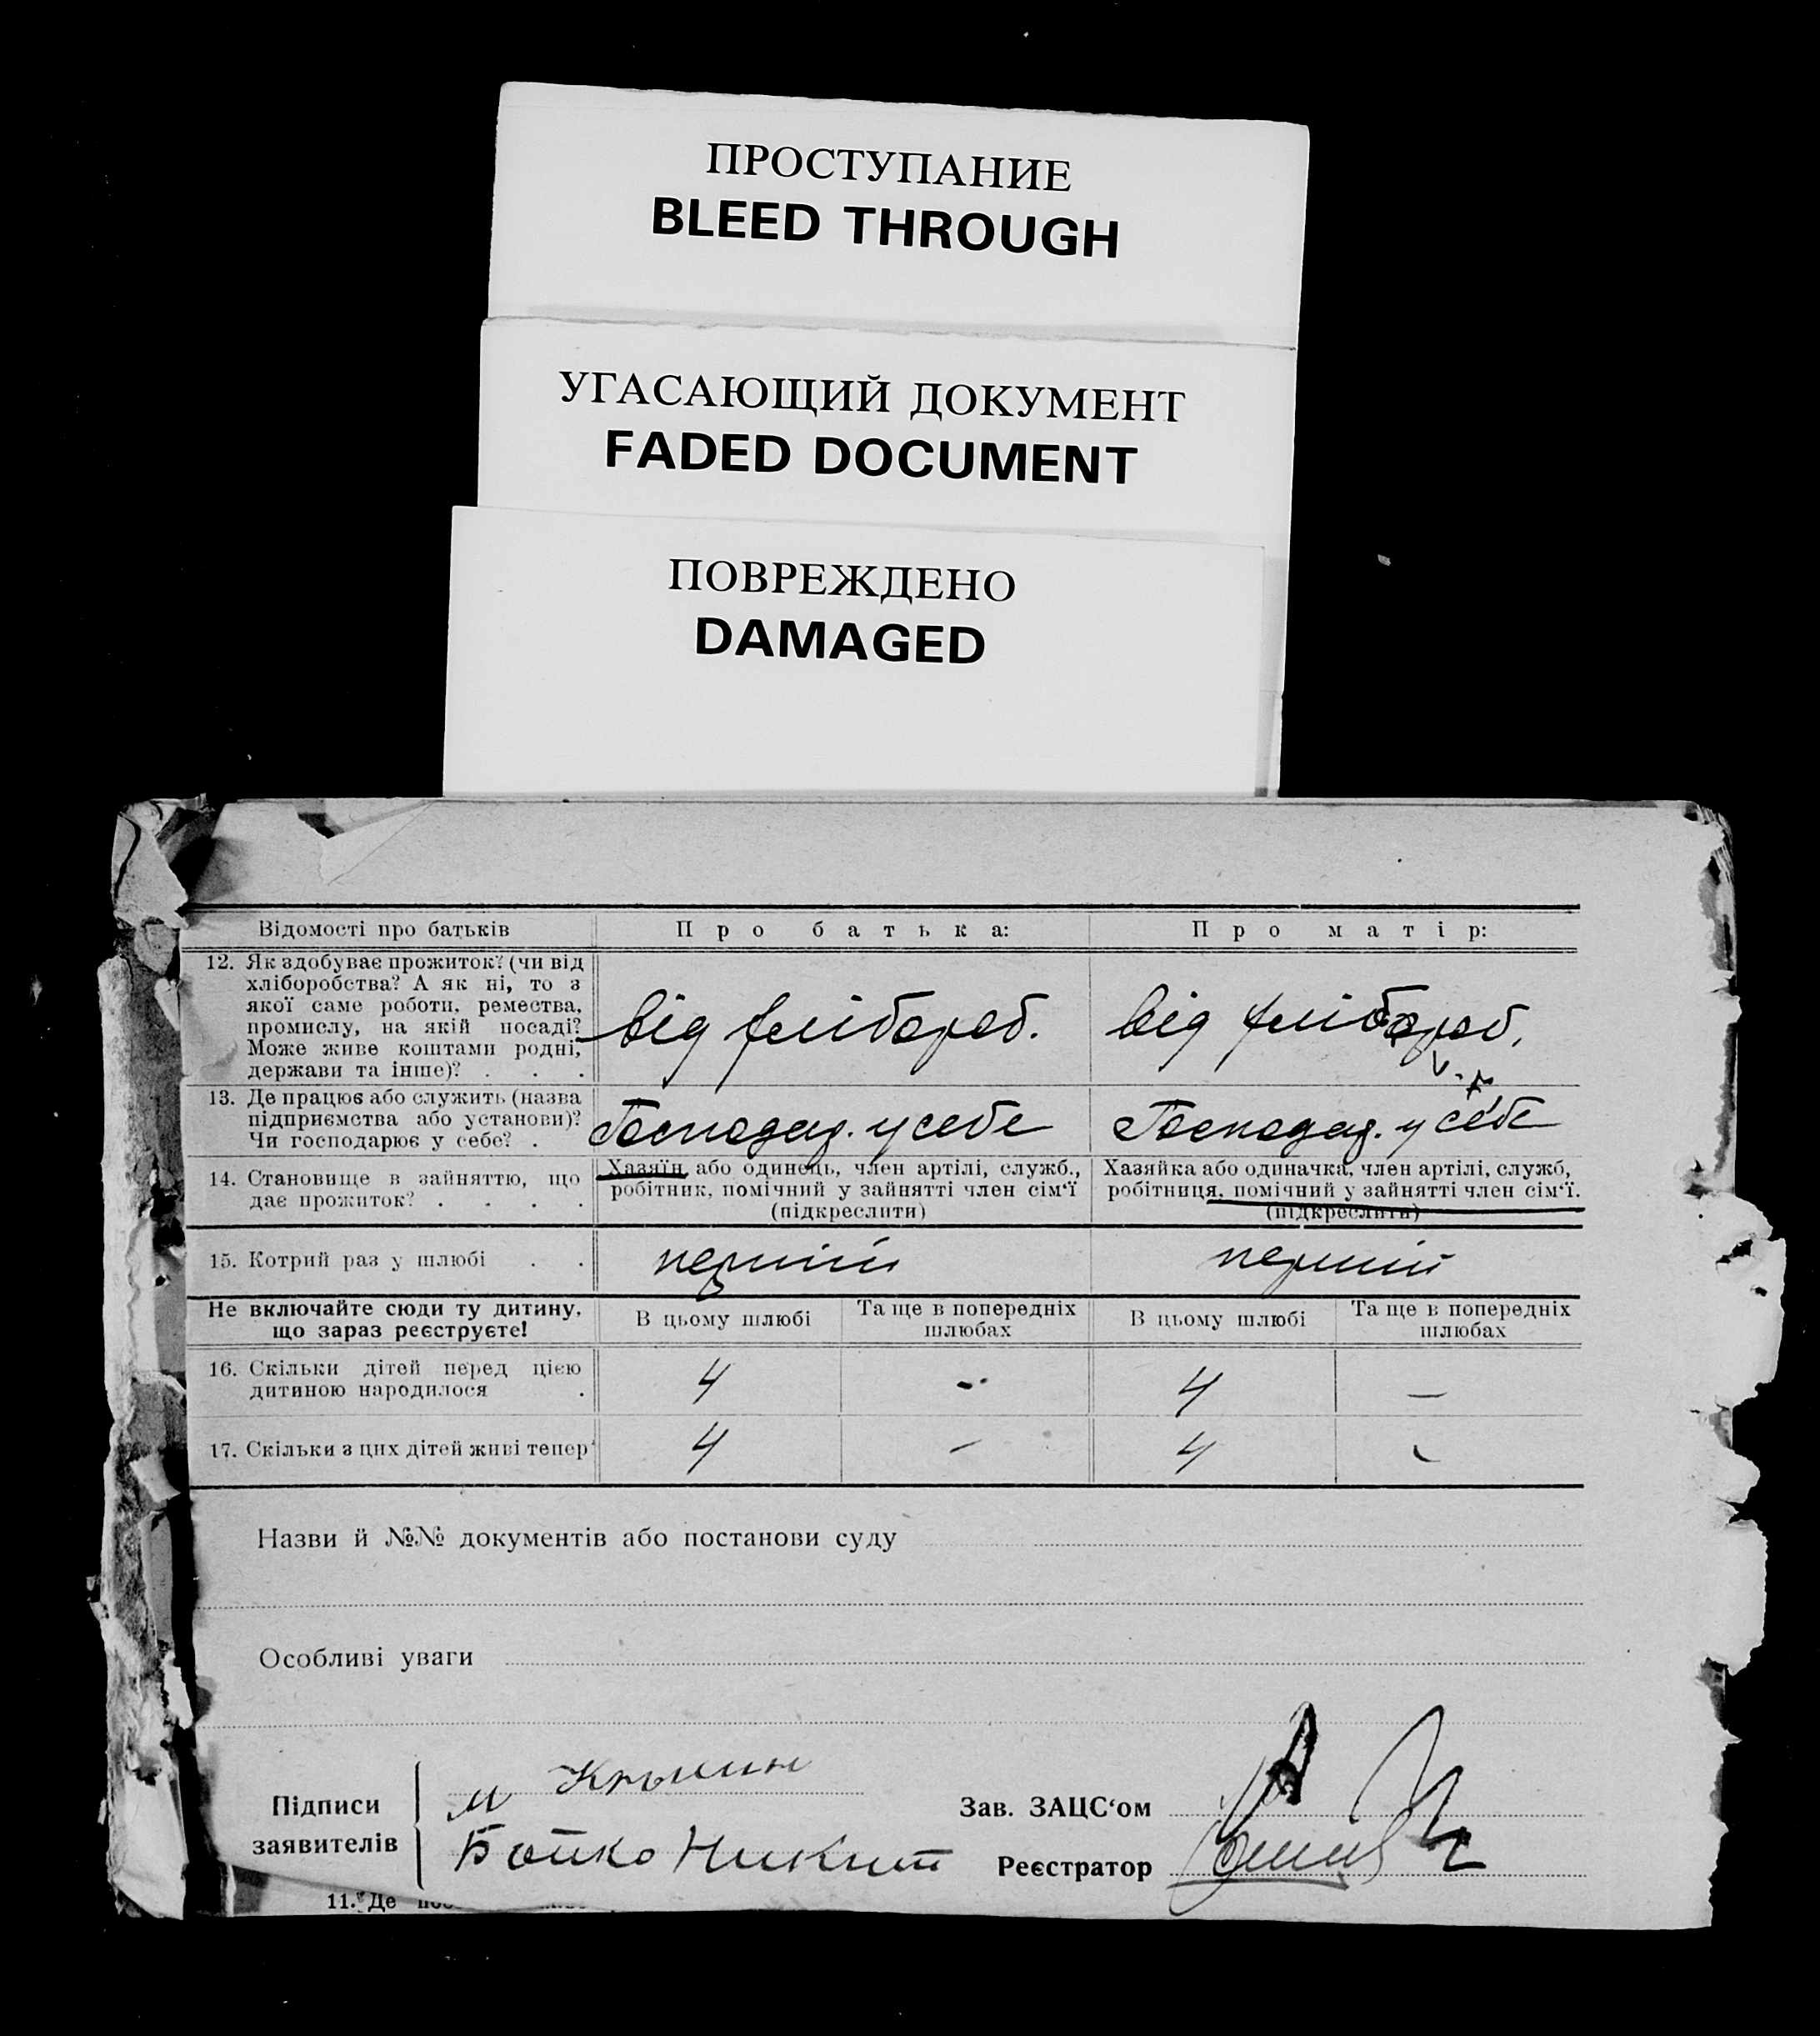 ПРОСТУПАНИЕ
BLEED THROUGH
УГАСАЮЩИЙ ДОКУМЕНТ
FADED DOCUMENT
ПОВРЕЖДЕНО
DAMAGED
Відомості про батьків
Про батька:
Про матір:
12. Як здобуває прожиток? (чи від
хліборобства? А як ні, то з
якої саме роботи, ремества,
промислу, на якій посаді?
Може живе коштами родні,
держави та інше)? . . .
від хлібороб.
від хлібороб.
13. Де працює або служить (назва
підприємства або установи)?
Чи господарює у себе? .
Господар. у себе
Господар. у себе
14. Становище в зайняттю, що
дає прожиток? . . . .
Хазяїн або одинець, член артілі, служб.,
робітник, помічний у зайнятті член сім'ї
(підкреслити)
Хазяйка або одиначка, член артілі, служб,
робітниця, помічний у зайнятті член сім'ї.
(підкреслити)
15. Котрий раз у шлюбі . .
перший
перший
Не включайте сюди ту дитину,
що зараз реєструєте!
В цьому шлюбі
Та ще в попередніх
шлюбах
В цьому шлюбі
Та ще в попередніх
шлюбах
16. Скільки дітей перед цією
дитиною народилося .
4
-
4
—
17. Скільки з цих дітей живі тепер
4
-
4
-
Назви й №№ документів або постанови суду
Особливі уваги
Підписи
заявителів
Бойко Никит
Зав. ЗАЦС'ом
Реєстратор
11. Де